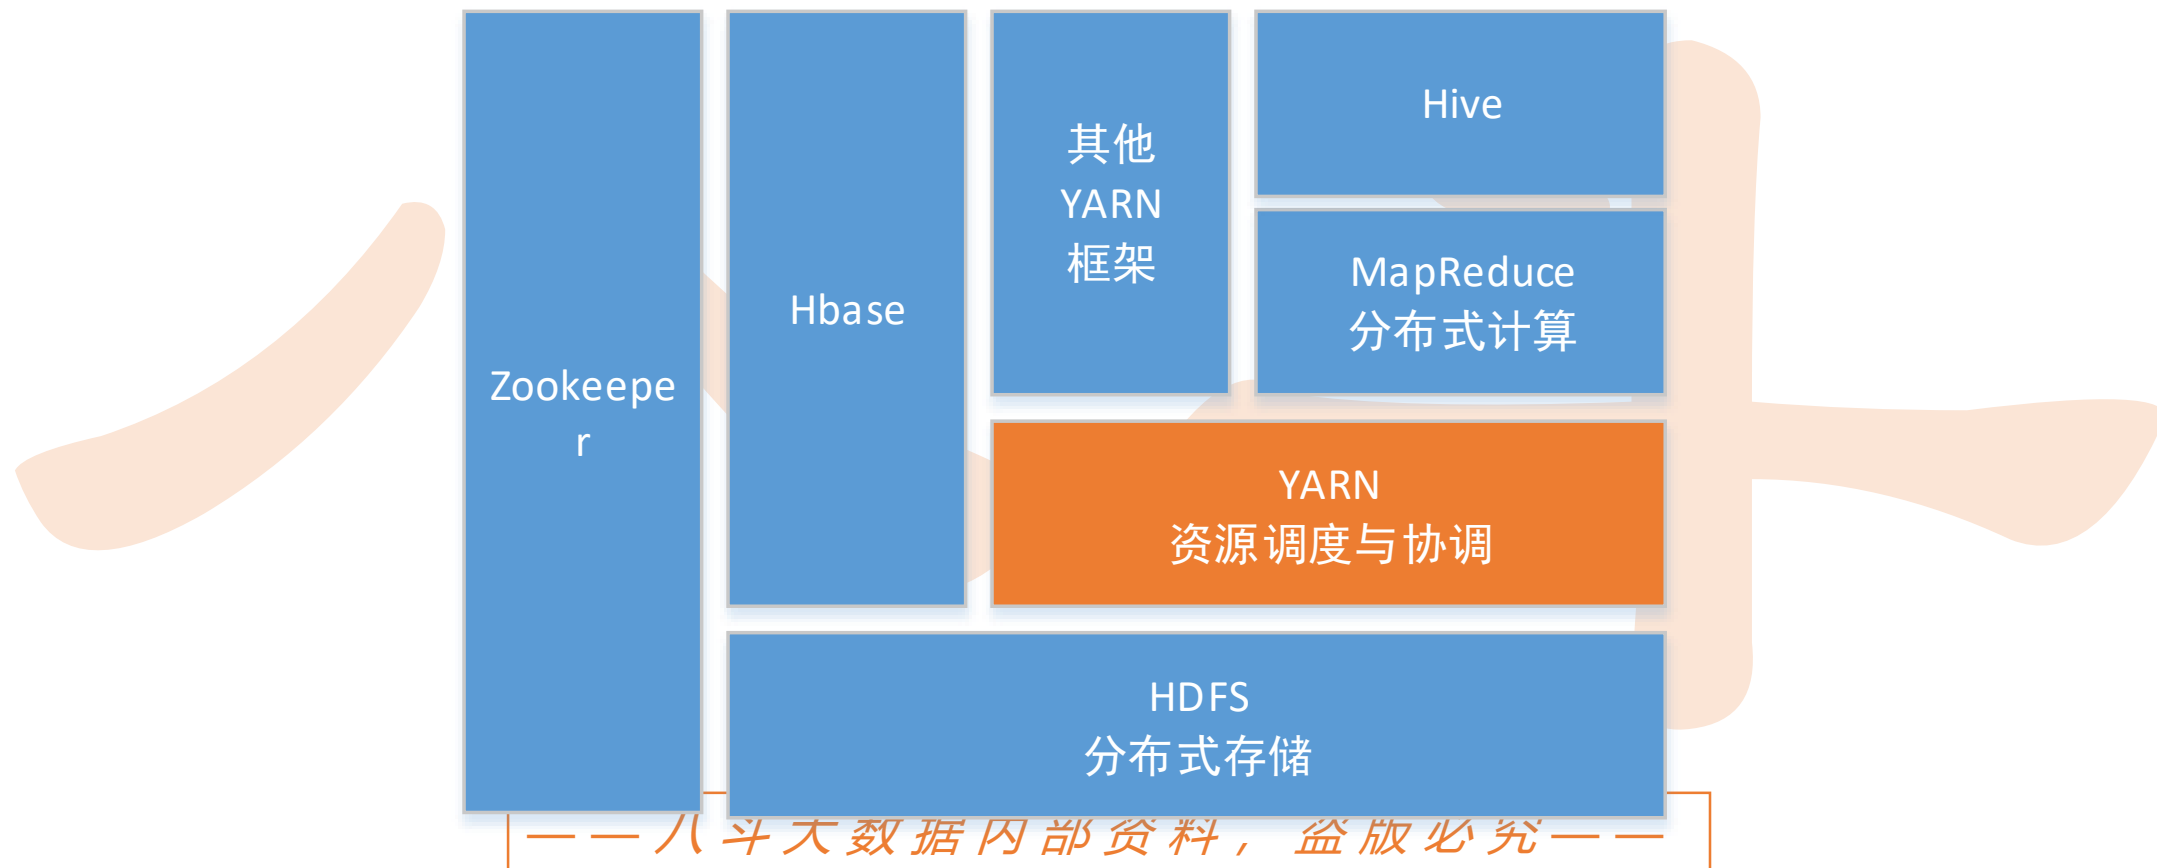 Zookeepe
r
Hbase
其他
YARN
框架
Hive
MapReduce
分布式计算
YARN
资源调度与协调
HDFS
分布式存储
——八斗大数据内部资料，盗版必究——